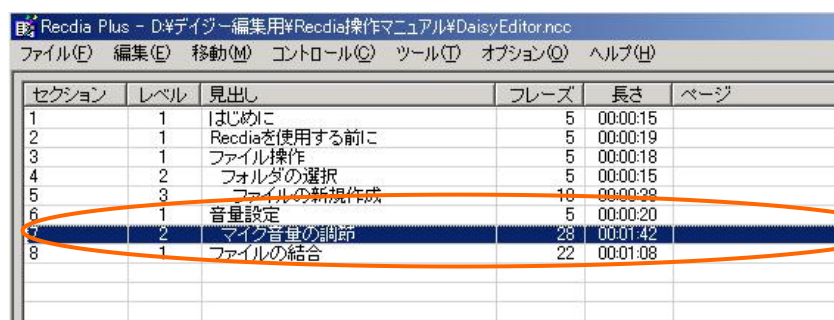 Recdia Plus - D:¥デイジー編集用¥Recdia操作マニュアル¥DaisyEditor.ncc
ファイル(F) 編集(E) 移動(M) コントロール(C) ツール(T) オプション(O) ヘルプ(H)
セクション レベル 見出し フレーズ 長さ ページ
1 1 はじめに 5 00:00:15
2 1 Recdiaを使用する前に 5 00:00:19
3 1 ファイル操作 5 00:00:18
4 2 フォルダの選択 5 00:00:15
5 3 ファイルの新規作成 18 00:00:38
6 1 音量設定 5 00:00:20
7 2 マイク音量の調節 28 00:01:42
8 1 ファイルの結合 22 00:01:08